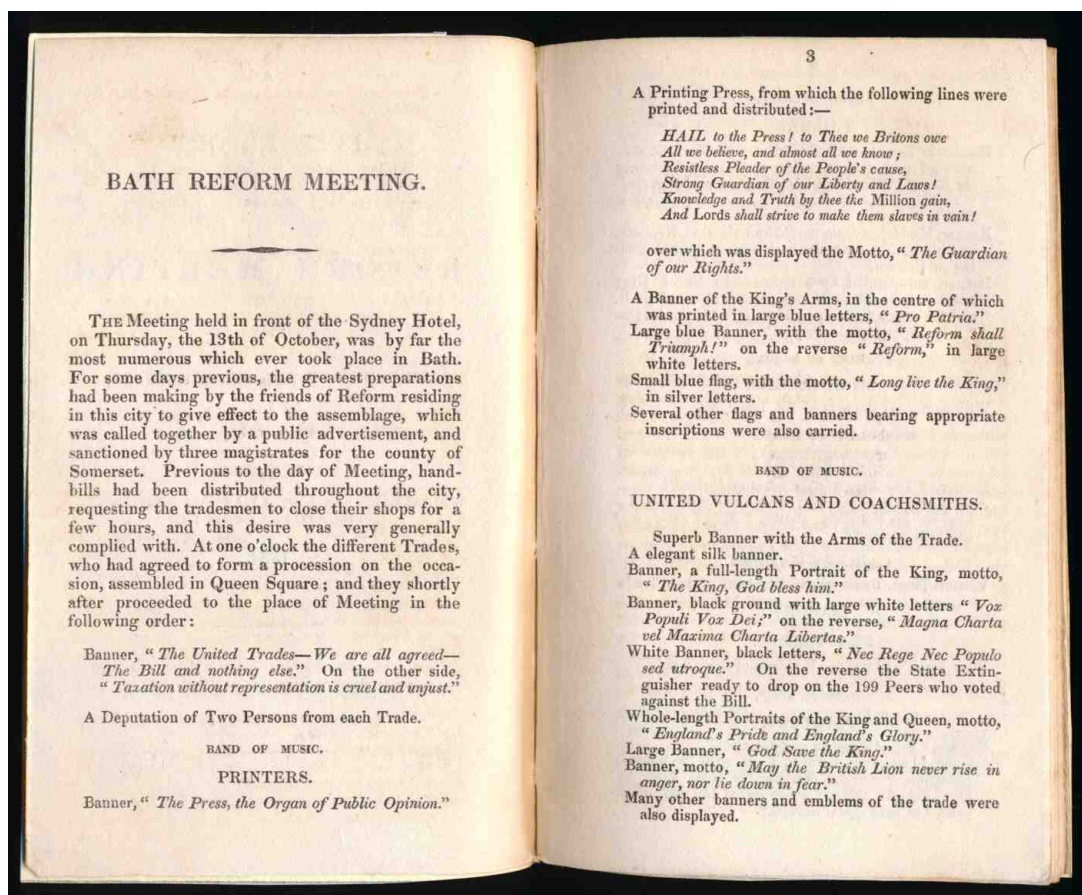 BATH REFORM MEETING.
THE Meeting held in front of the Sydney Hotel,
on Thursday, the 13th of October, was by far the
most numerous which ever took place in Bath.
For some days previous, the greatest preparations
had been making by the friends of Reform residing
in this city to give effect to the assemblage, which
was called together by a public advertisement, and
sanctioned by three magistrates for the county of
Somerset. Previous to the day of Meeting, hand-
bills had been distributed throughout the city,
requesting the tradesmen to close their shops for a
few hours, and this desire was very generally
complied with. At one o'clock the different Trades,
who had agreed to form a procession on the occa-
sion, assembled in Queen Square; and they shortly
after proceeded to the place of Meeting in the
following order:
Banner, "The United Trades—We are all agreed—
The Bill and nothing else." On the other side,
"Taxation without representation is cruel and unjust."
A Deputation of Two Persons from each Trade.
BAND OF MUSIC.
PRINTERS.
Banner, "The Press, the Organ of Public Opinion."
3
A Printing Press, from which the following lines were
printed and distributed:—
HAIL to the Press! to Thee we Britons owe
All we believe, and almost all we know;
Resistless Pleader of the People's cause,
Strong Guardian of our Liberty and Laws!
Knowledge and Truth by thee the Million gain,
And Lords shall strive to make them slaves in vain!
over which was displayed the Motto, "The Guardian
of our Rights."
A Banner of the King's Arms, in the centre of which
was printed in large blue letters, "Pro Patria."
Large blue Banner, with the motto, "Reform shall
Triumph!" on the reverse "Reform," in large
white letters.
Small blue flag, with the motto, "Long live the King,"
in silver letters.
Several other flags and banners bearing appropriate
inscriptions were also carried.
BAND OF MUSIC.
UNITED VULCANS AND COACHSMITHS.
Superb Banner with the Arms of the Trade.
A elegant silk banner.
Banner, a full-length Portrait of the King, motto,
"The King, God bless him."
Banner, black ground with large white letters "Vox
Populi Vox Dei;" on the reverse, "Magna Charta
vel Maxima Charta Libertas."
White Banner, black letters, "Nec Rege Nec Populo
sed utroque." On the reverse the State Extin-
guisher ready to drop on the 199 Peers who voted
against the Bill.
Whole-length Portraits of the King and Queen, motto,
"England's Pride and England's Glory."
Large Banner, "God Save the King."
Banner, motto, "May the British Lion never rise in
anger, nor lie down in fear."
Many other banners and emblems of the trade were
also displayed.